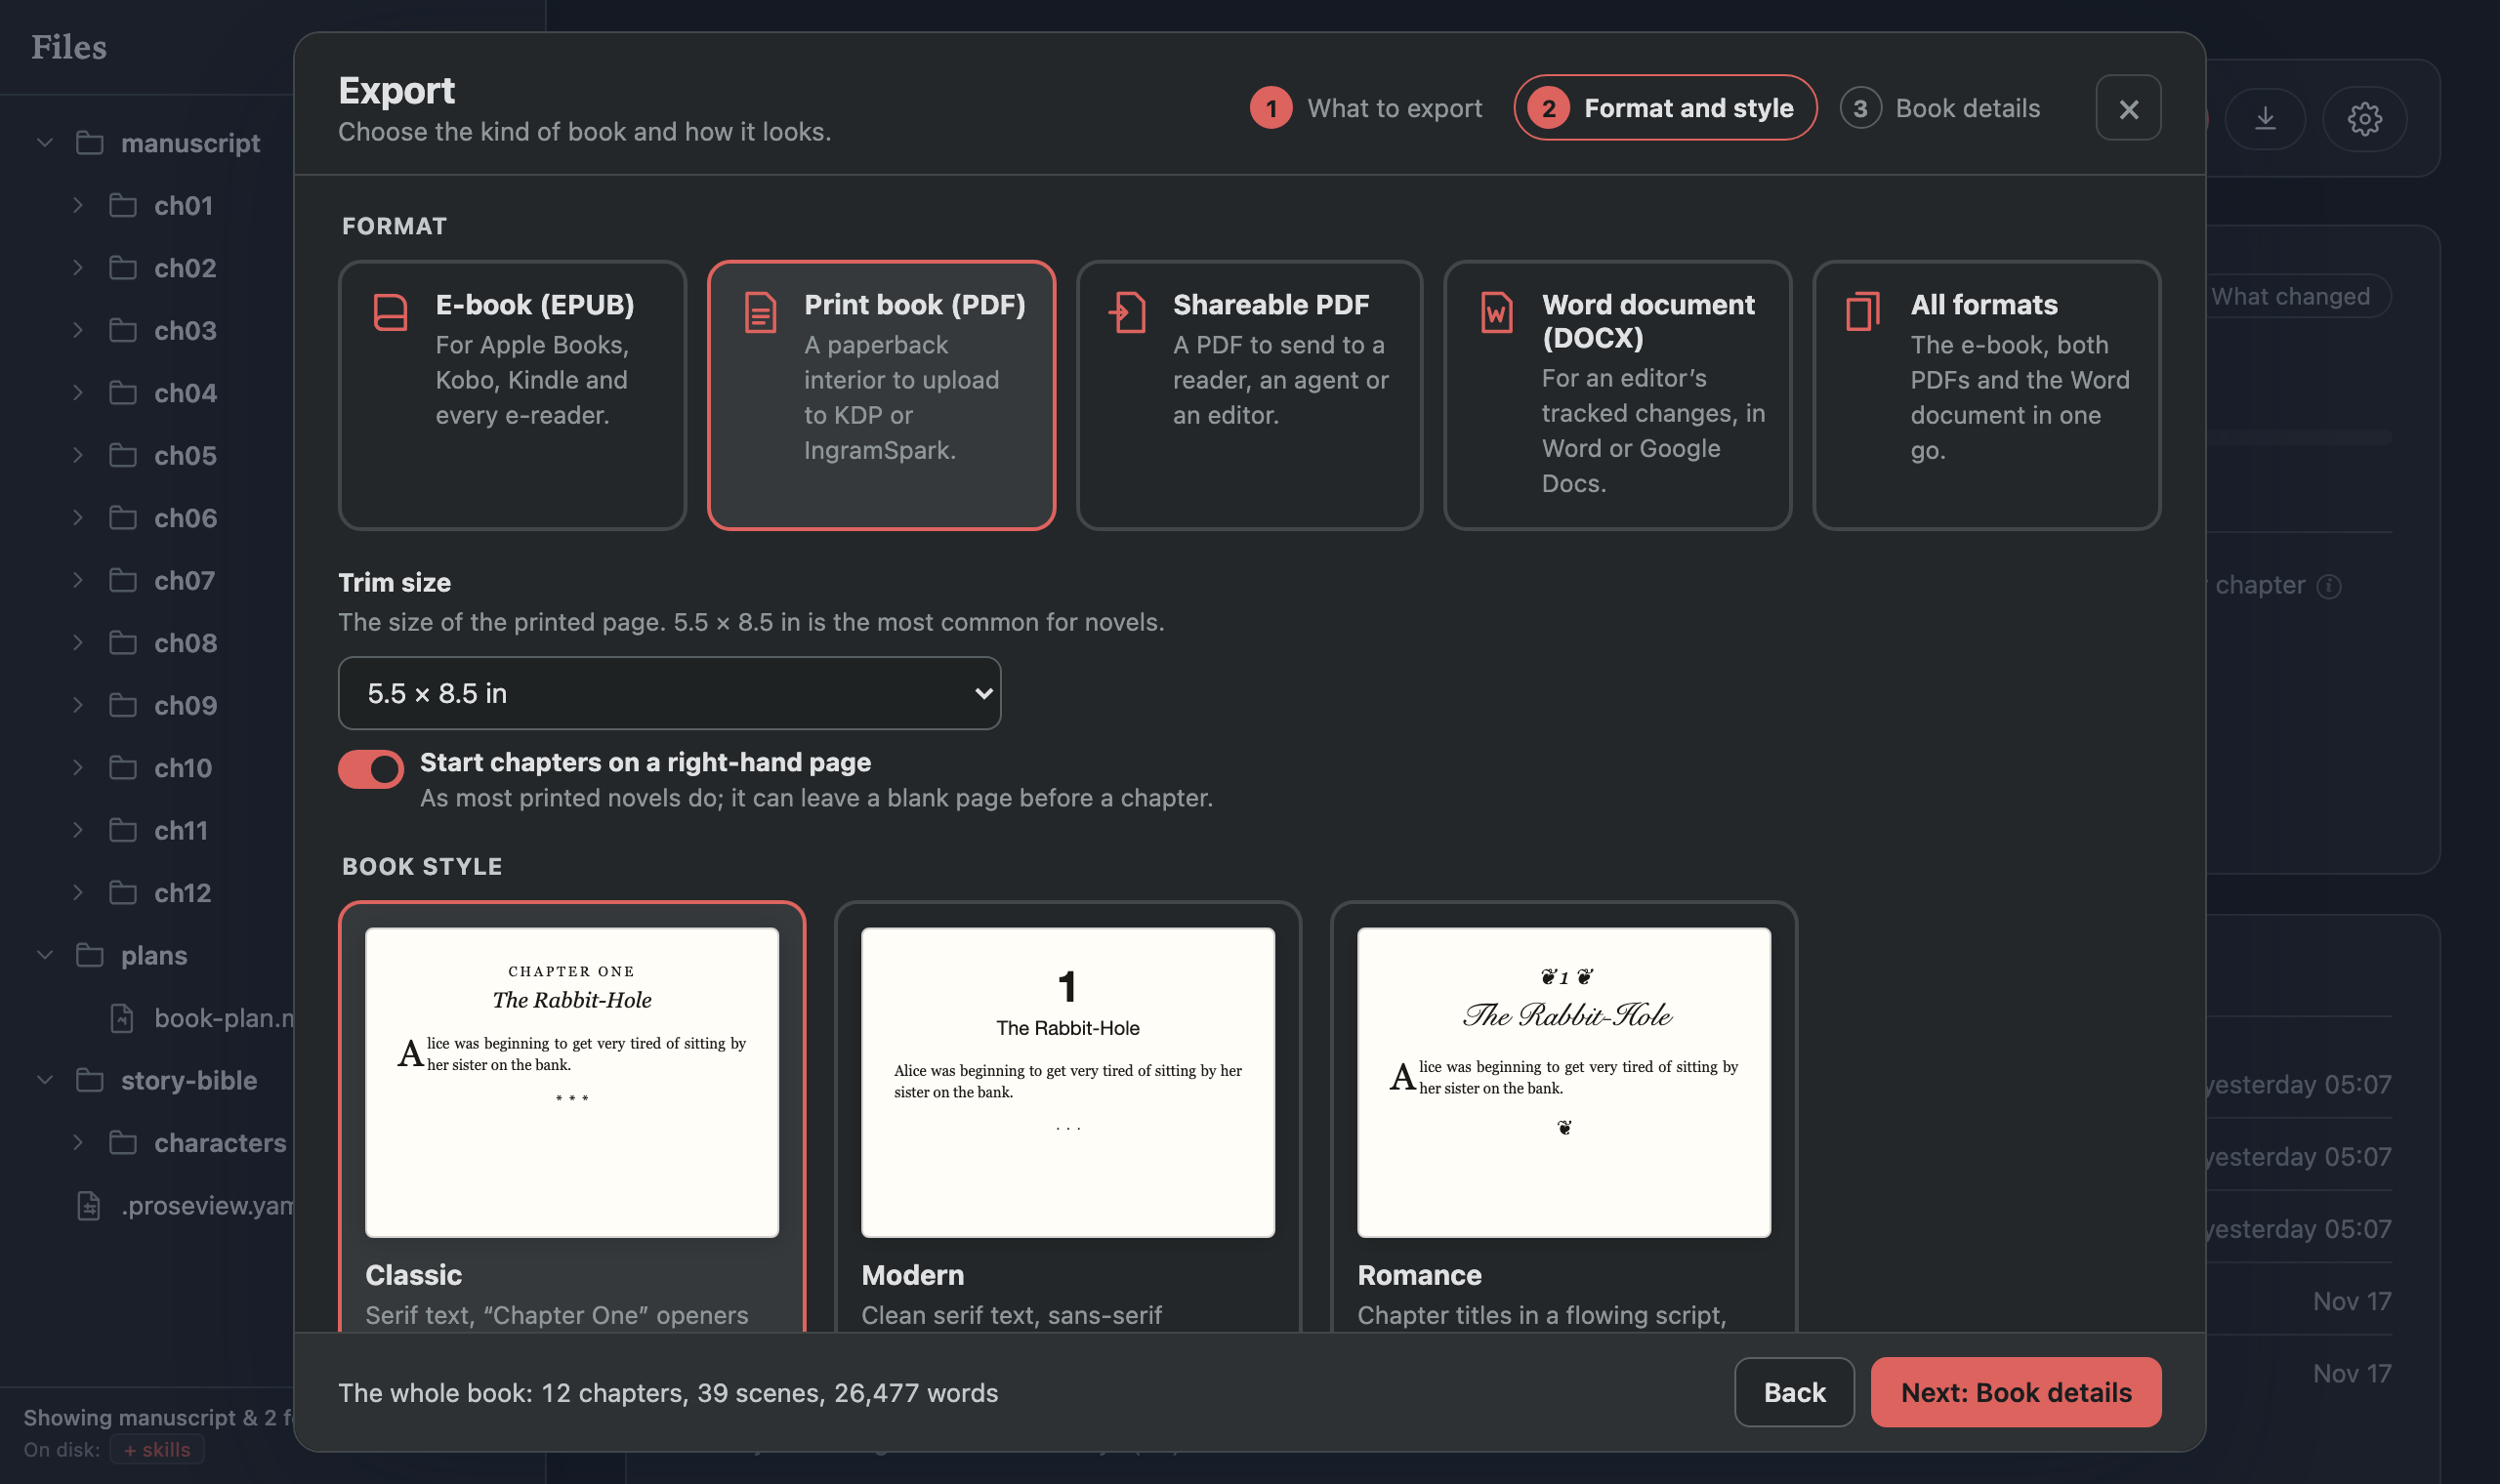 Files
manuscript
ch01
ch02
ch03
ch04
ch05
ch06
ch07
ch08
ch09
ch10
ch11
ch12
plans
book-plan.m
story-bible
characters
.proseview.yam
Showing manuscript & 2 f
On disk: + skills
Export
Choose the kind of book and how it looks.
1 What to export
2 Format and style
3 Book details
FORMAT
E-book (EPUB)
For Apple Books,
Kobo, Kindle and
every e-reader.
Print book (PDF)
A paperback
interior to upload
to KDP or
IngramSpark.
Shareable PDF
A PDF to send to a
reader, an agent or
an editor.
Word document
(DOCX)
For an editor’s
tracked changes, in
Word or Google
Docs.
All formats
The e-book, both
PDFs and the Word
document in one
go.
Trim size
The size of the printed page. 5.5 × 8.5 in is the most common for novels.
5.5 × 8.5 in
Start chapters on a right-hand page
As most printed novels do; it can leave a blank page before a chapter.
BOOK STYLE
CHAPTER ONE
The Rabbit-Hole
Alice was beginning to get very tired of sitting by
her sister on the bank.
* * *
Classic
Serif text, “Chapter One” openers
1
The Rabbit-Hole
Alice was beginning to get very tired of sitting by her
sister on the bank.
· · ·
Modern
Clean serif text, sans-serif
❦ 1 ❦
The Rabbit-Hole
Alice was beginning to get very tired of sitting by
her sister on the bank.
❦
Romance
Chapter titles in a flowing script,
The whole book: 12 chapters, 39 scenes, 26,477 words
Back
Next: Book details
What changed
chapter
yesterday 05:07
yesterday 05:07
yesterday 05:07
Nov 17
Nov 17